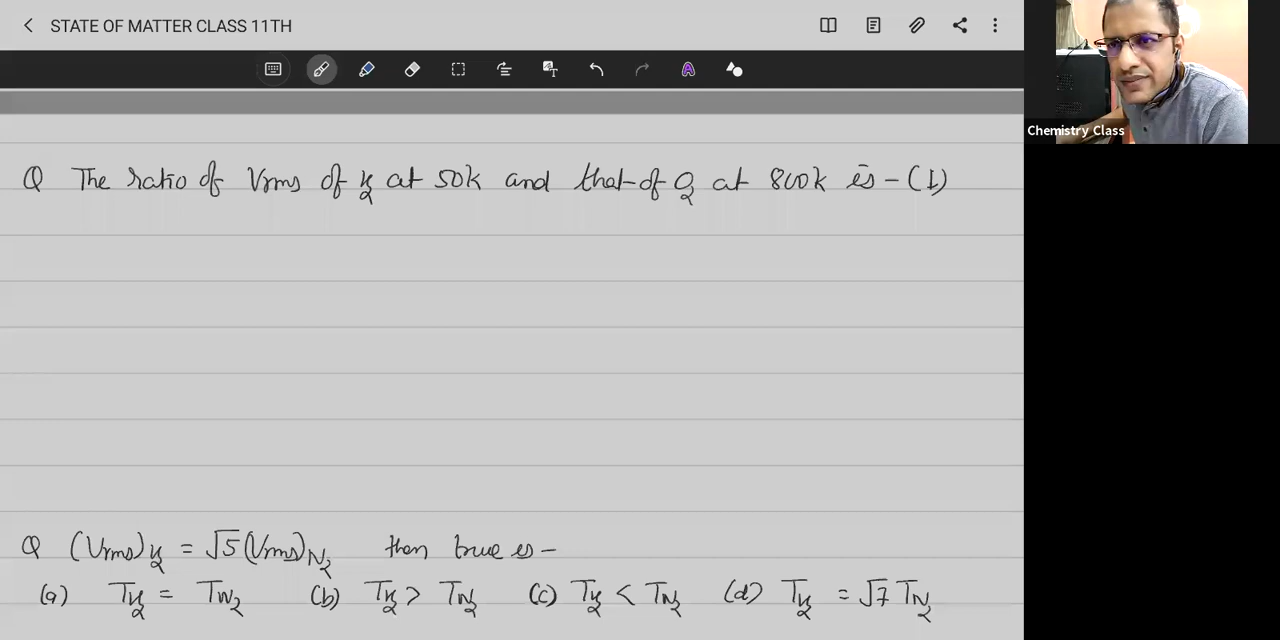 STATE OF MATTER CLASS 11TH
Chemistry Class
Q The ratio of Vrms of H2 at 50K and that of O2 at 800K is - (1)
Q (Vrms)H2 = √5 (Vrms)N2 then true is -
(a) TH2 = TN2 (b) TH2 > TN2 (c) TH2 < TN2 (d) TH2 = √7 TN2